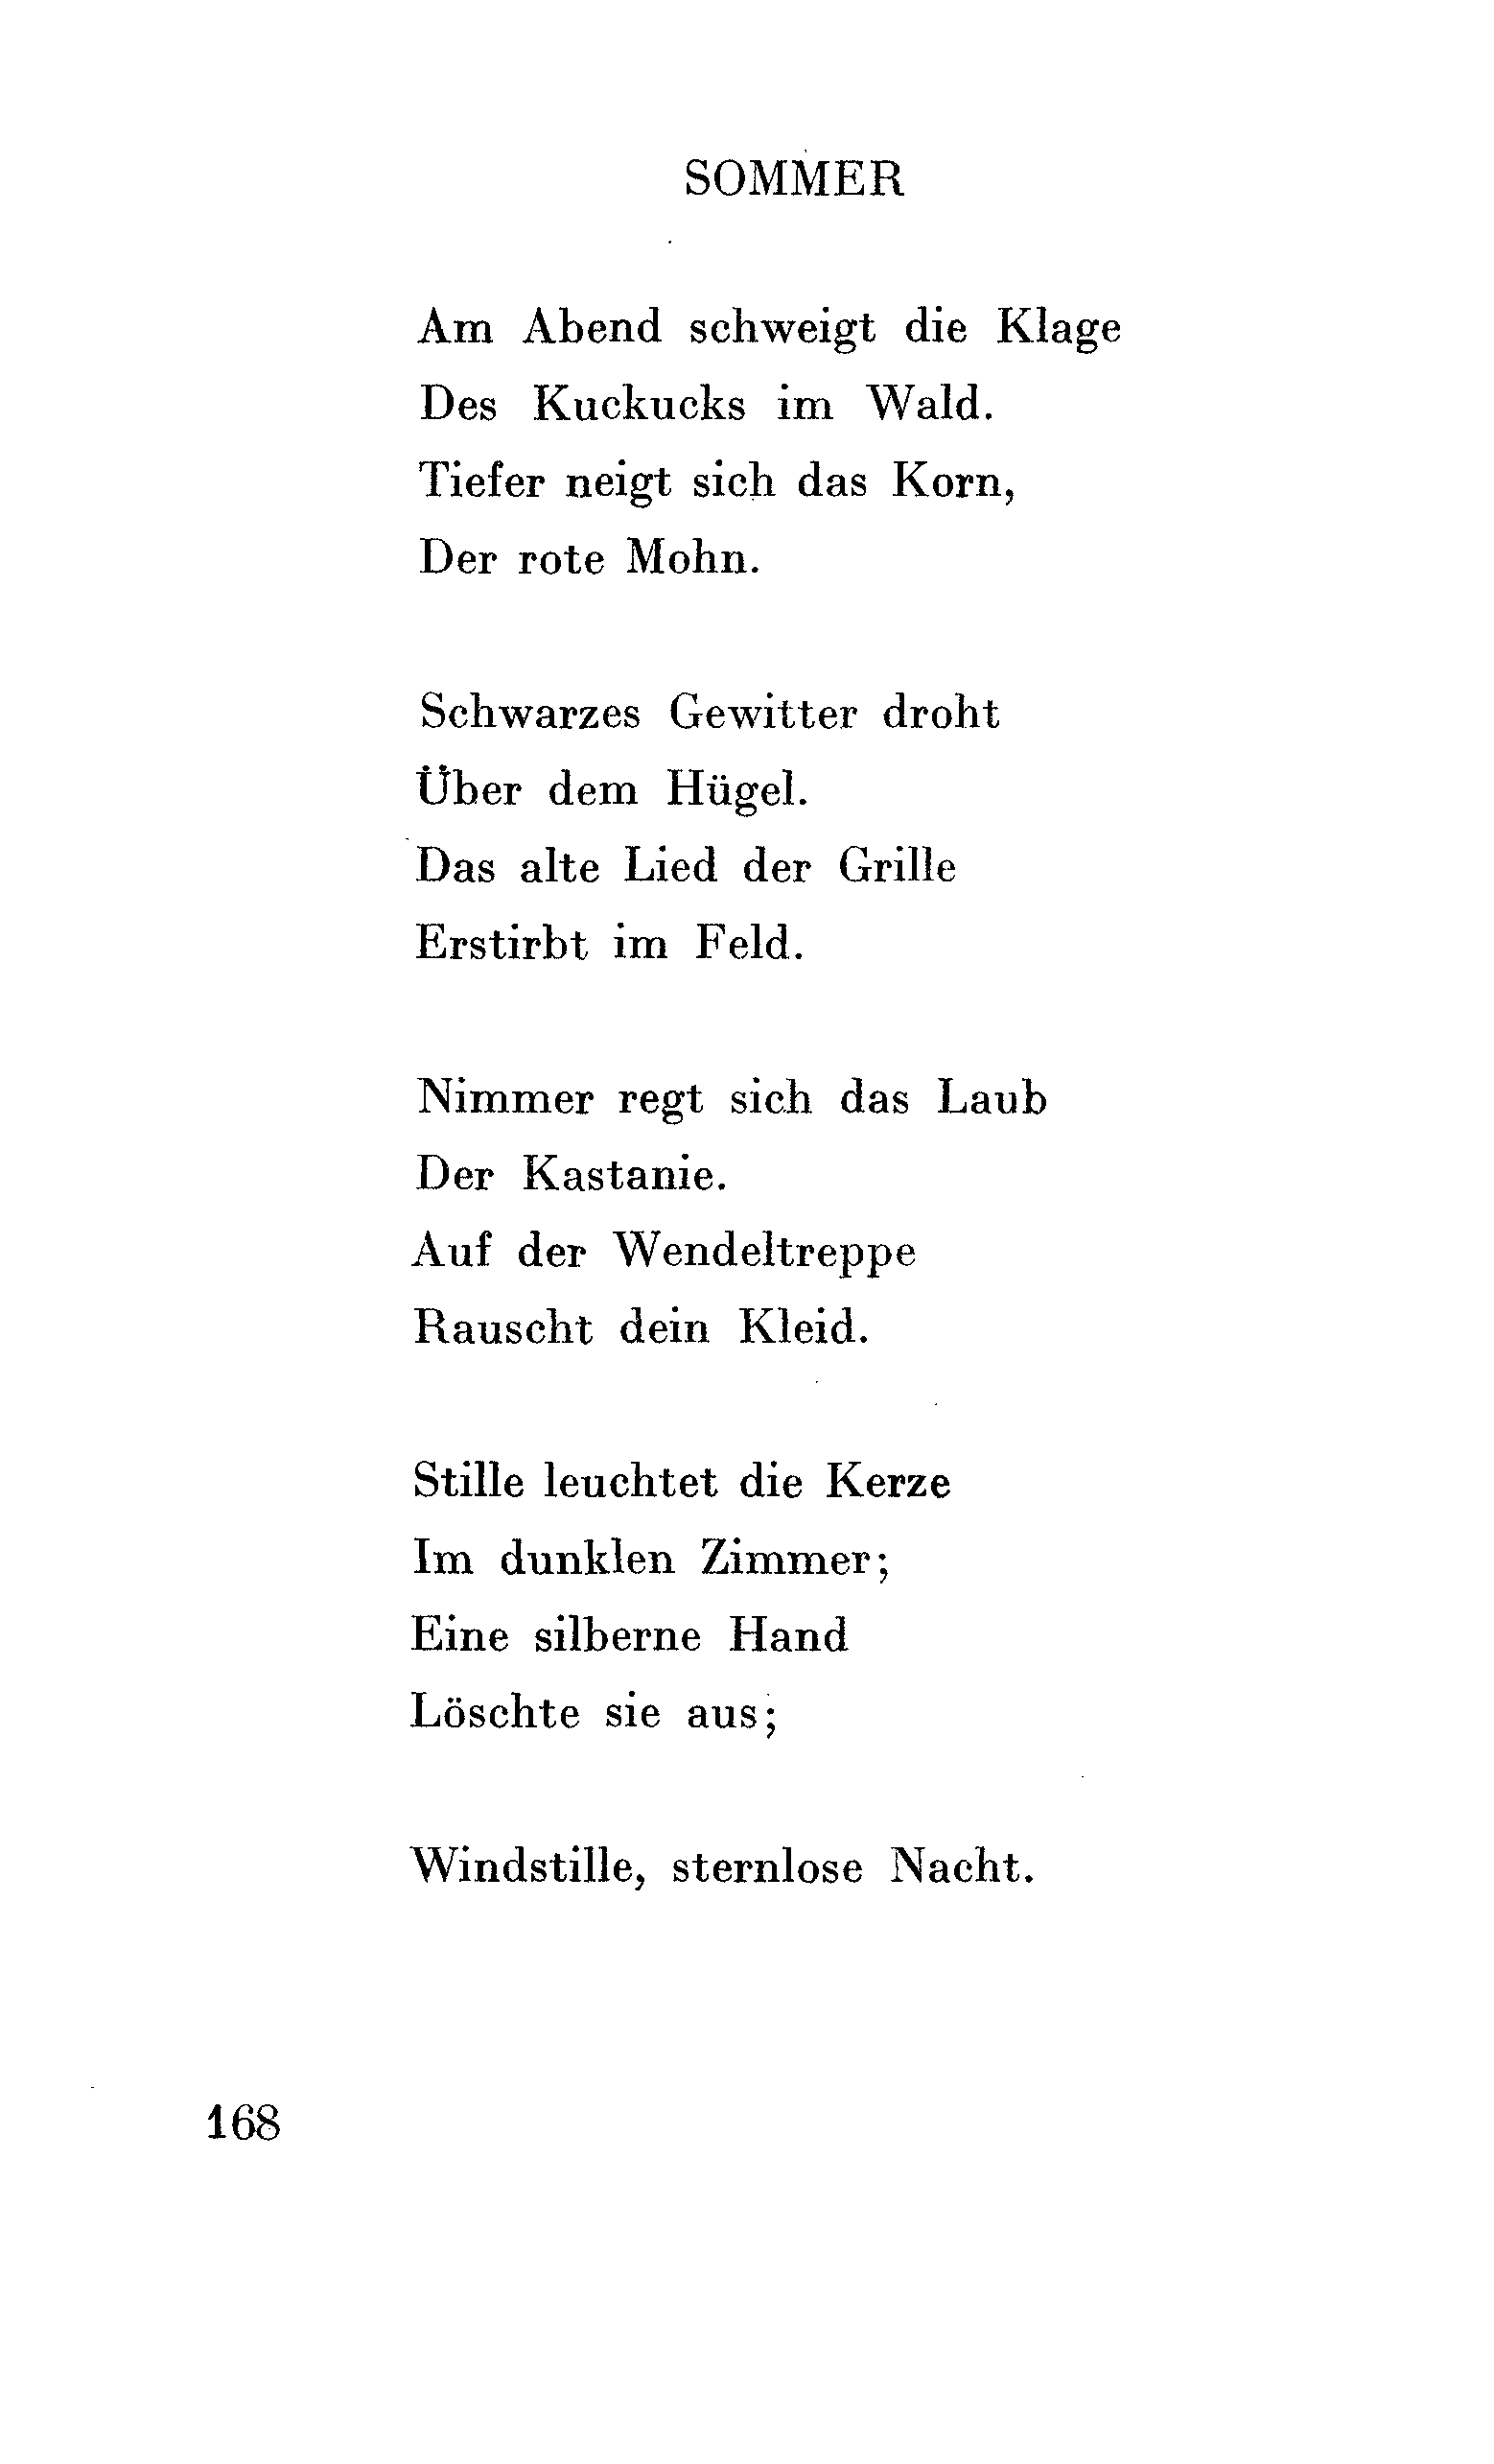 SOMMER
Am Abend schweigt die Klage
Des Kuckucks im Wald.
Tiefer neigt sich das Korn,
Der rote Mohn.
Schwarzes Gewitter droht
Über dem Hügel.
Das alte Lied der Grille
Erstirbt im Feld.
Nimmer regt sich das Laub
Der Kastanie.
Auf der Wendeltreppe
Rauscht dein Kleid.
Stille leuchtet die Kerze
Im dunklen Zimmer;
Eine silberne Hand
Löschte sie aus;
Windstille, sternlose Nacht.
168